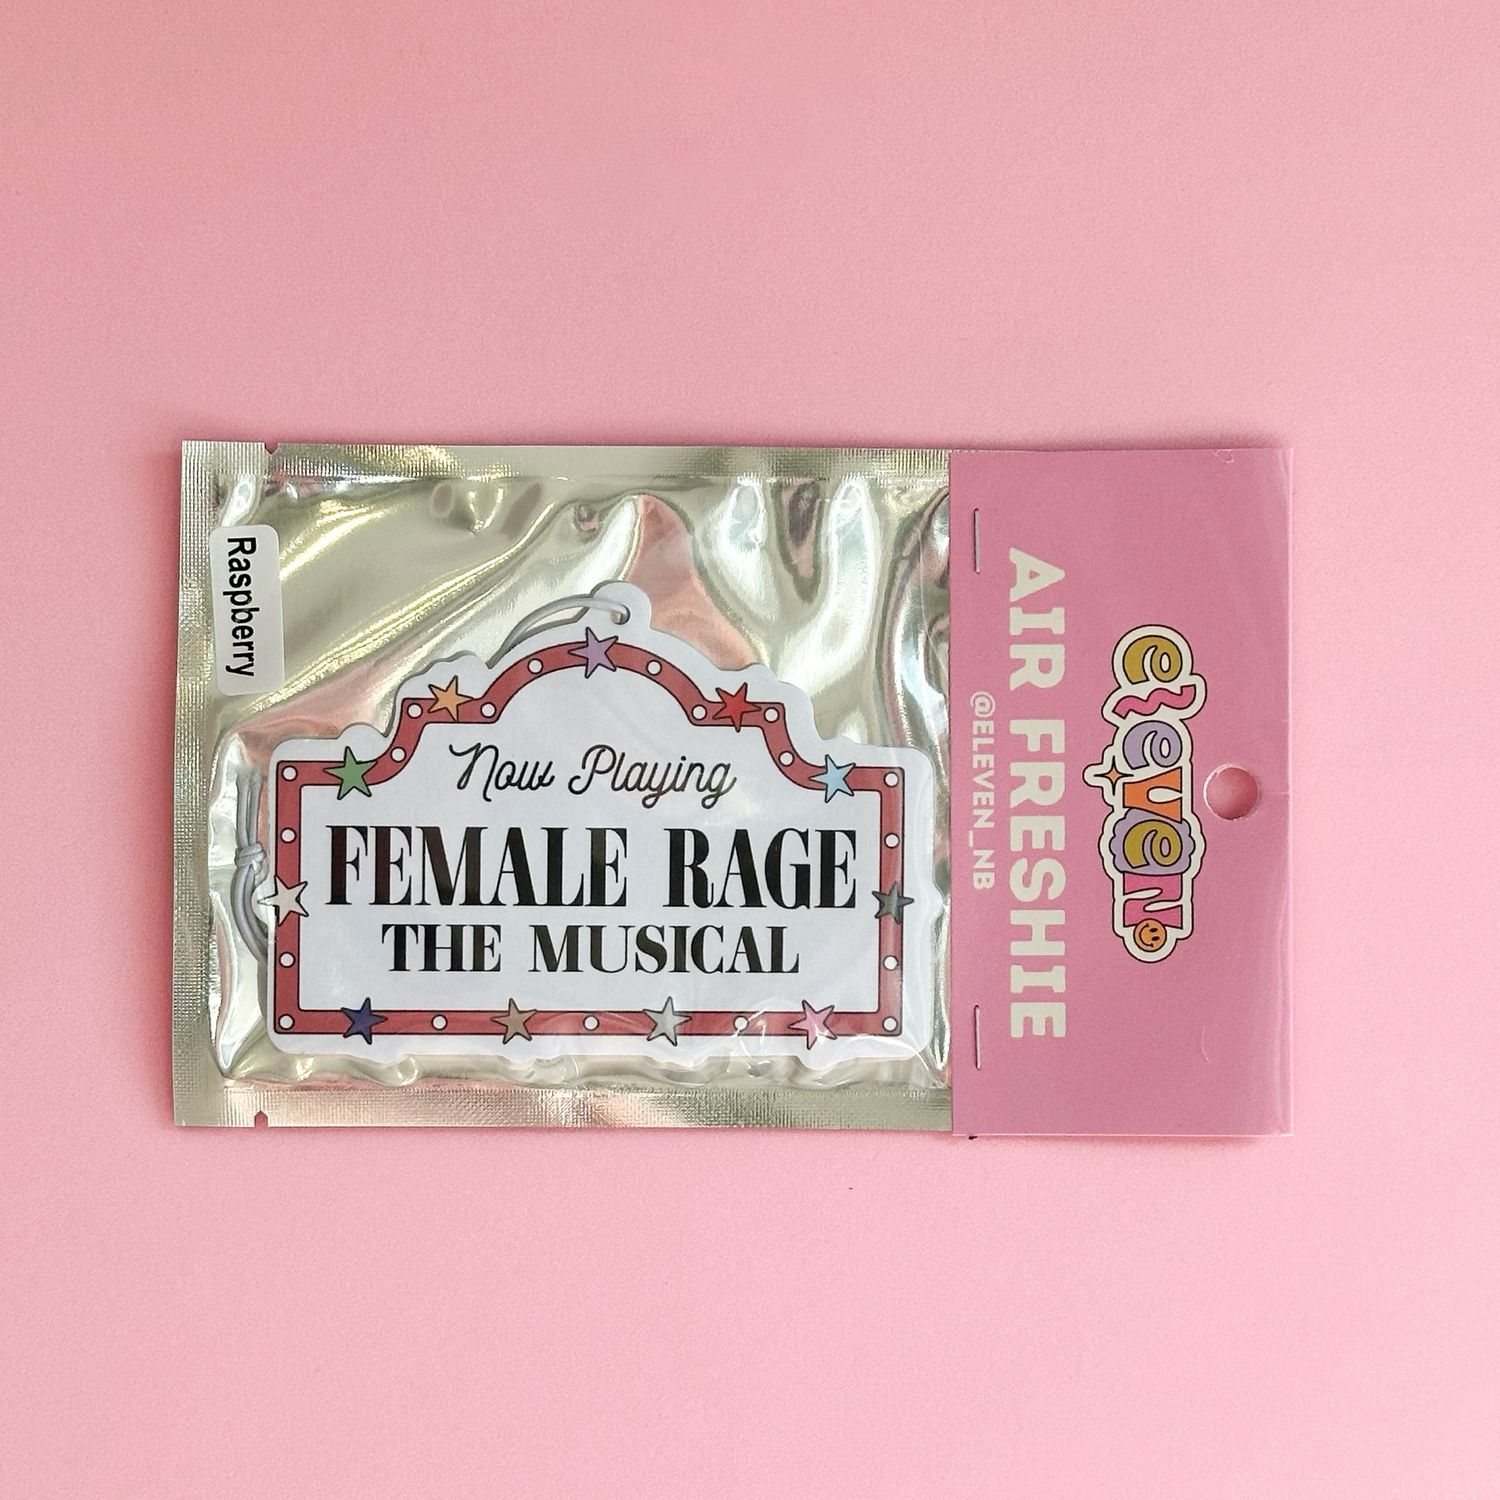 Raspberry
Now Playing
FEMALE RAGE
THE MUSICAL
eleven
AIR FRESHIE
@ELEVEN_NB